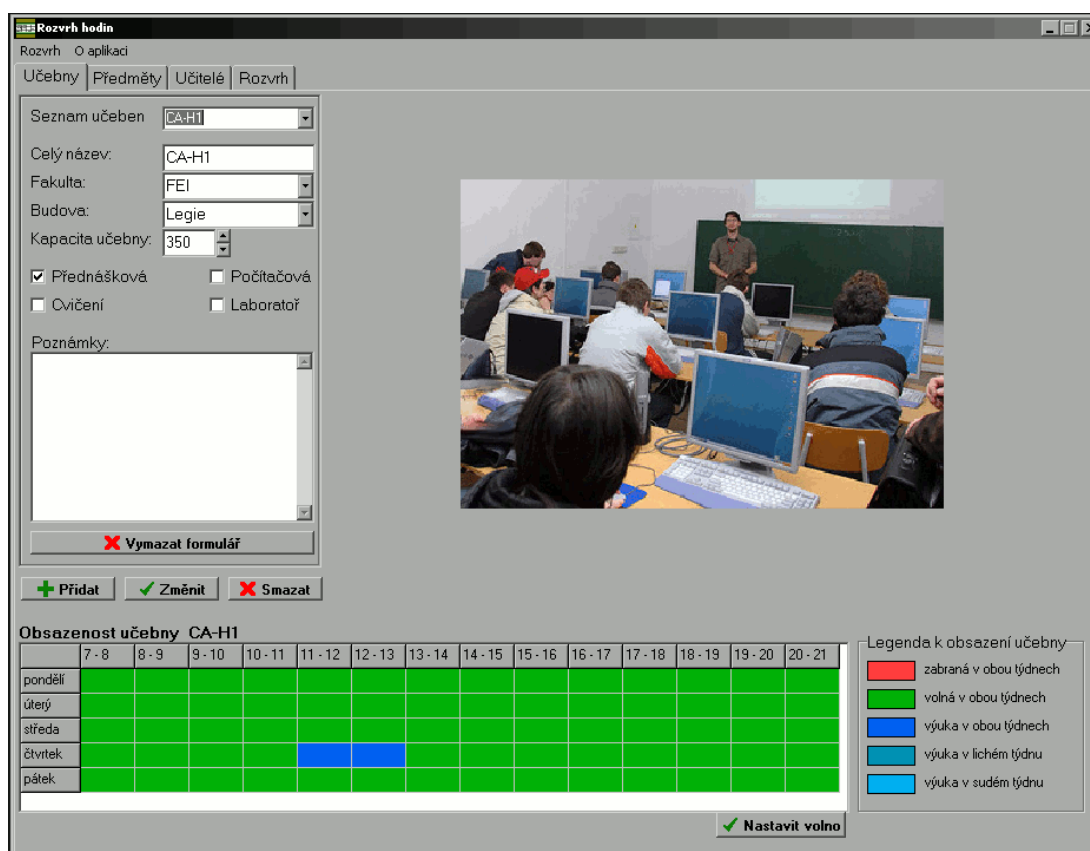 Rozvrh hodin
Rozvrh O aplikaci
Učebny Předměty Učitelé Rozvrh
Seznam učeben CA-H1
Celý název: CA-H1
Fakulta: FEI
Budova: Legie
Kapacita učebny: 350
Přednášková Počítačová
Cvičení Laboratoř
Poznámky:
Vymazat formulář
Přidat Změnit Smazat
Obsazenost učebny CA-H1
7 - 8 8 - 9 9 - 10 10 - 11 11 - 12 12 - 13 13 - 14 14 - 15 15 - 16 16 - 17 17 - 18 18 - 19 19 - 20 20 - 21
pondělí
úterý
středa
čtvrtek
pátek
Legenda k obsazení učebny
zabraná v obou týdnech
volná v obou týdnech
výuka v obou týdnech
výuka v lichém týdnu
výuka v sudém týdnu
Nastavit volno